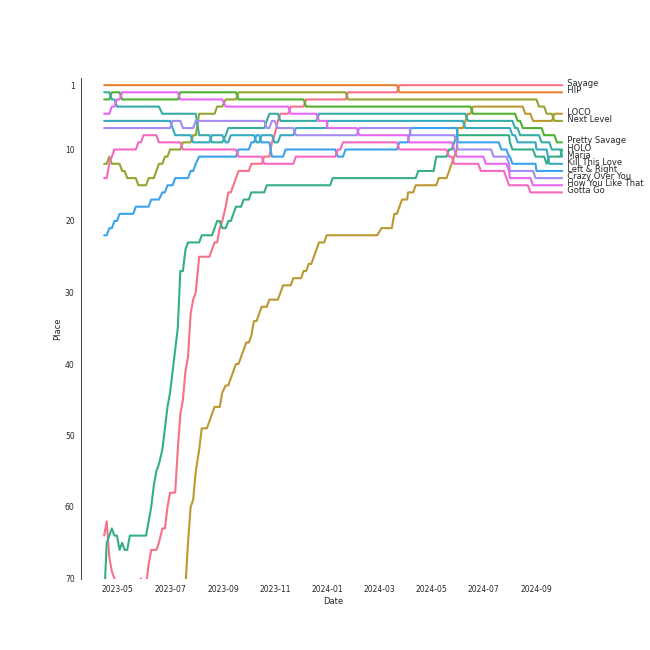 1
10
20
30
40
50
60
70
Place
2023-05
2023-07
2023-09
2023-11
2024-01
2024-03
2024-05
2024-07
2024-09
Date
Savage
HIP
LOCO
Next Level
Pretty Savage
HOLO
Maria
Kill This Love
Left & Right
Crazy Over You
How You Like That
Gotta Go